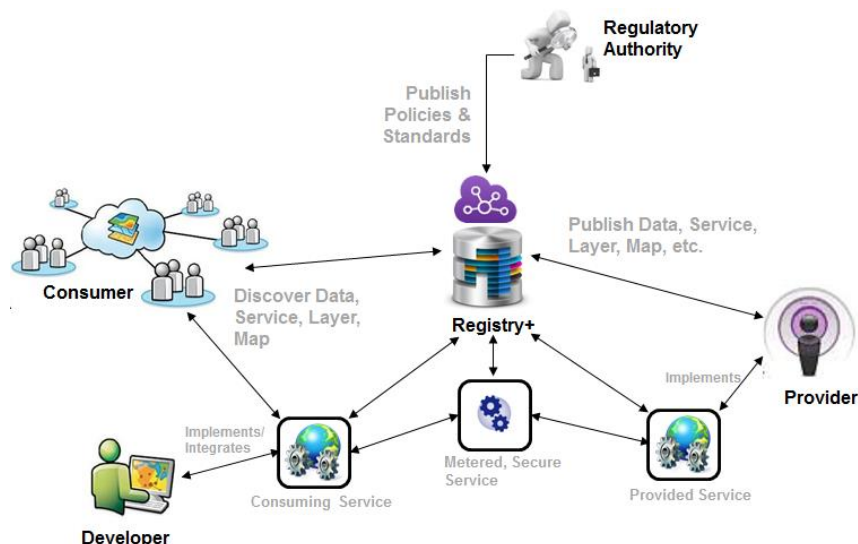 Regulatory
Authority
Publish
Policies &
Standards
Publish Data, Service,
Layer, Map, etc.
Consumer
Discover Data,
Service, Layer,
Map
Registry+
Implements
Provider
Implements/
Integrates
Metered, Secure
Service
Consuming Service
Provided Service
Developer